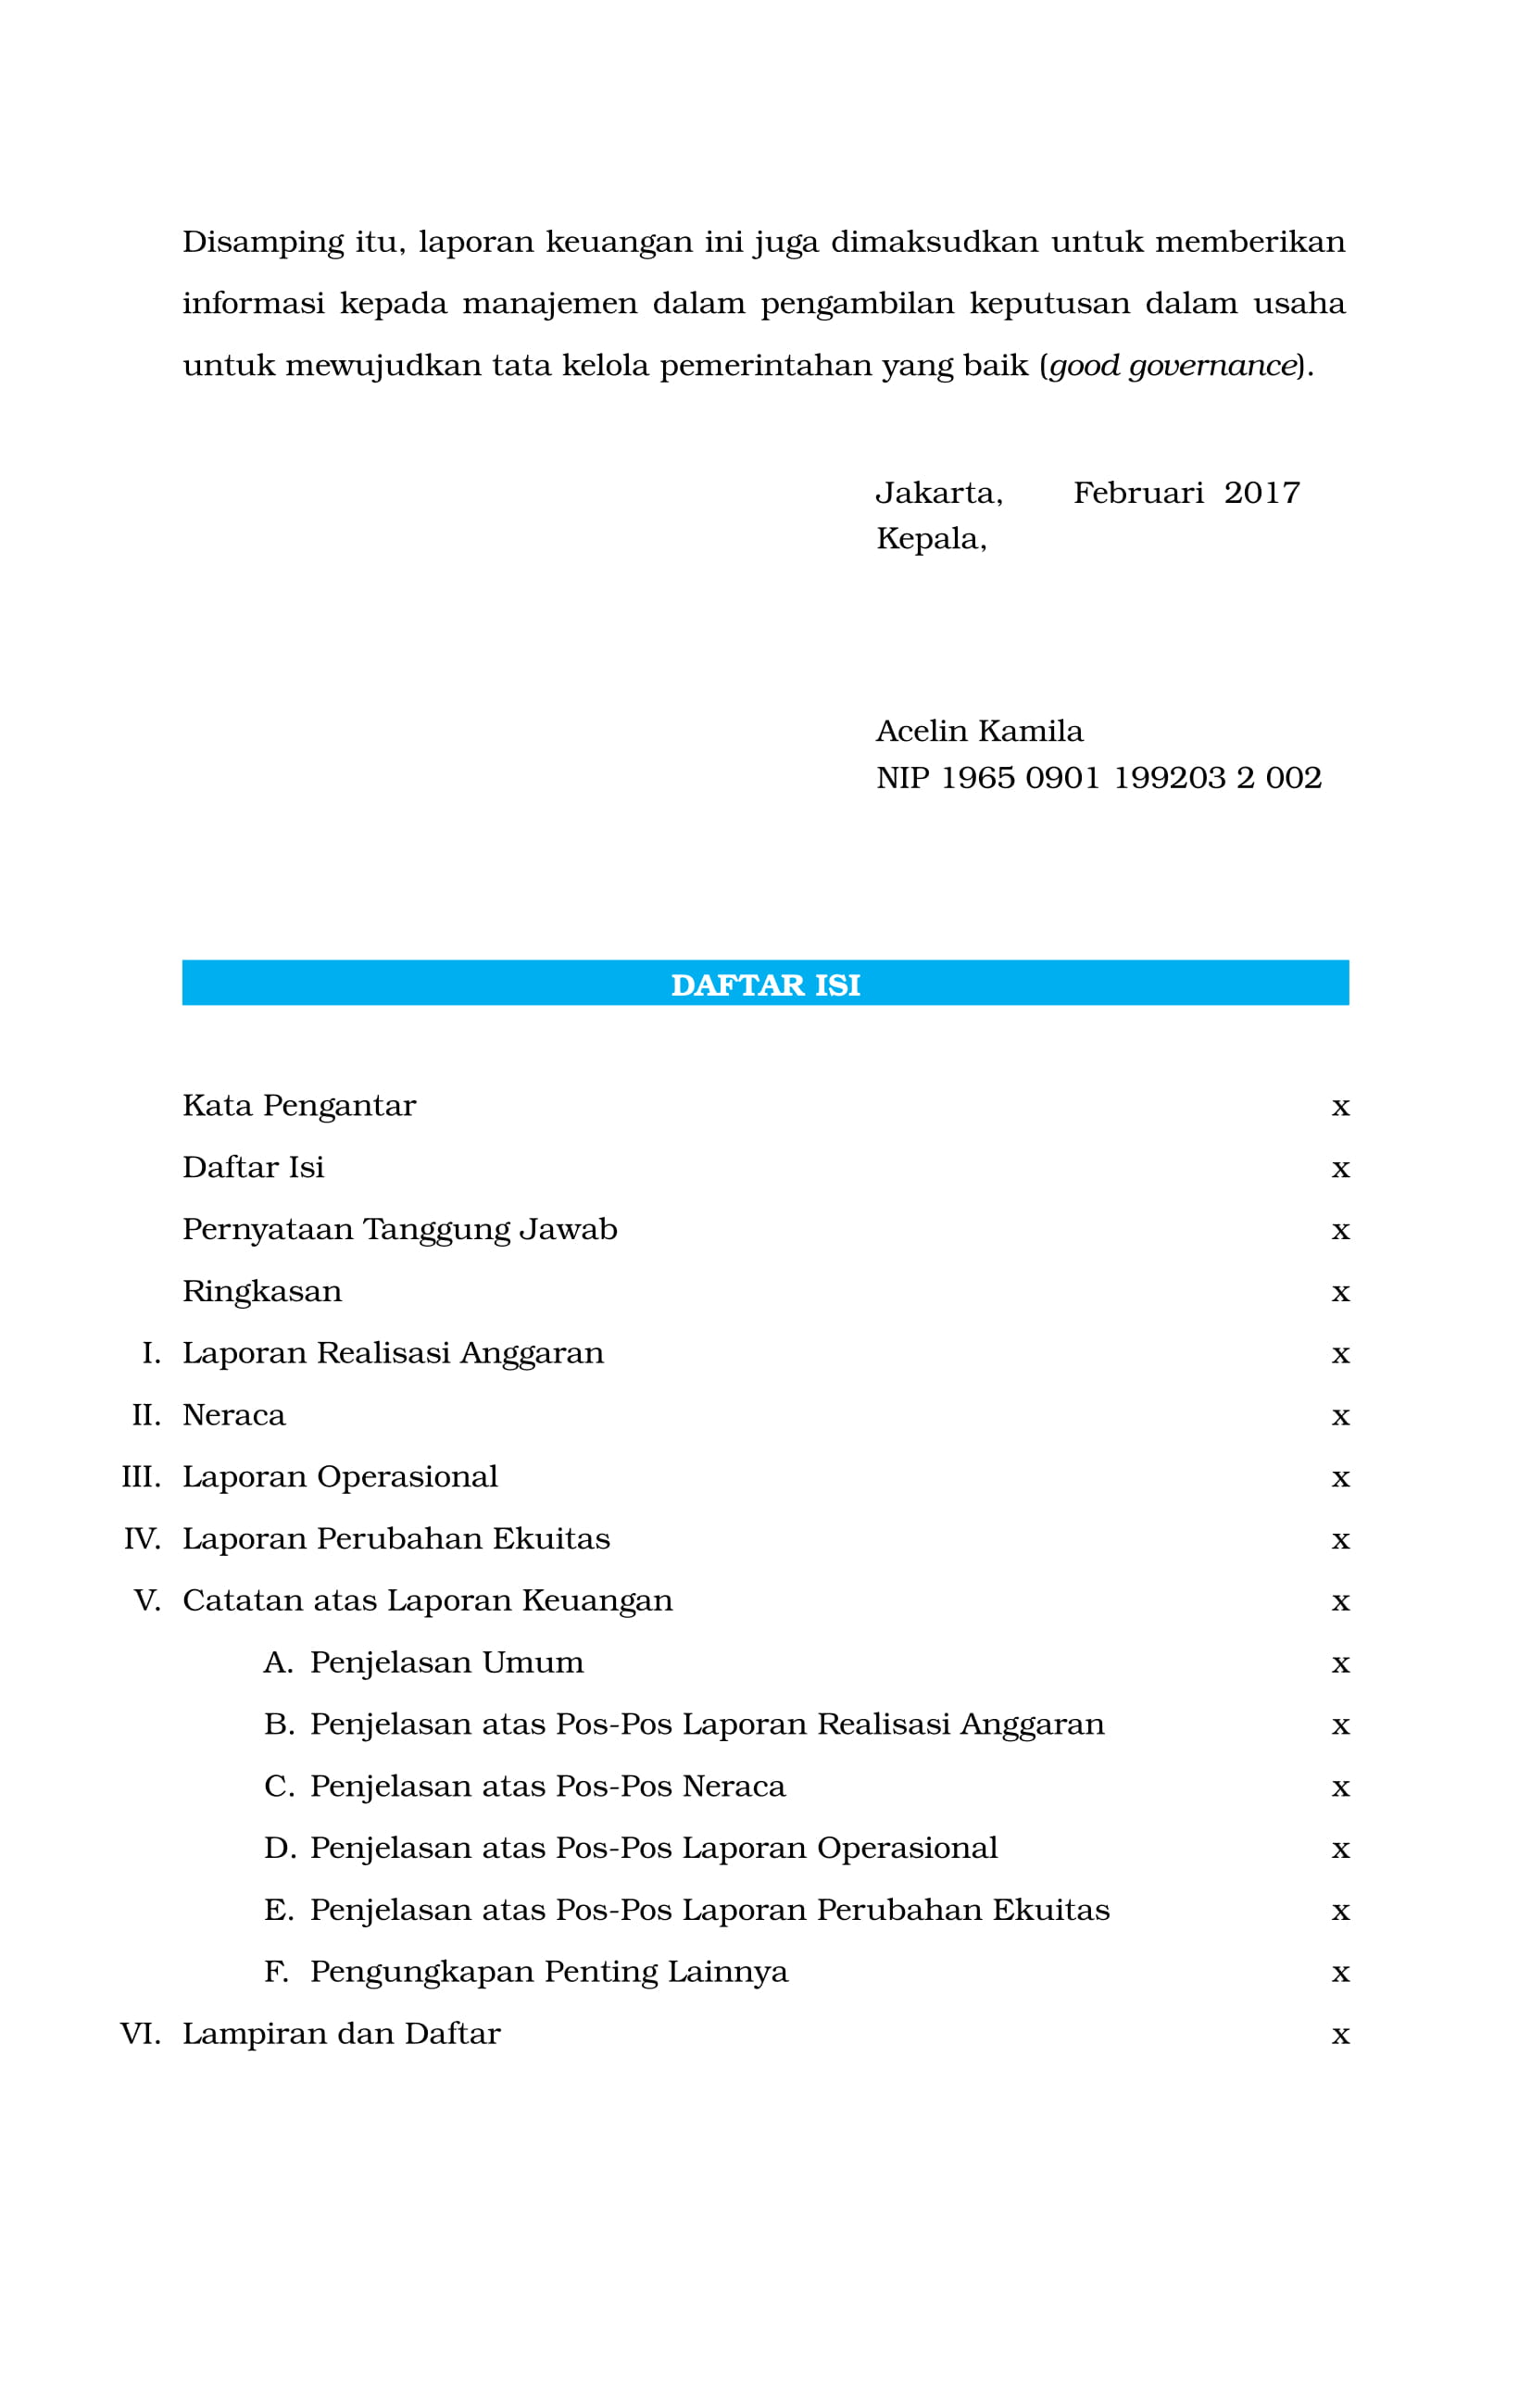 Disamping itu, laporan keuangan ini juga dimaksudkan untuk memberikan
informasi kepada manajemen dalam pengambilan keputusan dalam usaha
untuk mewujudkan tata kelola pemerintahan yang baik (good governance).
Jakarta, Februari 2017
Kepala,
Acelin Kamila
NIP 1965 0901 199203 2 002
DAFTAR ISI
Kata Pengantar x
Daftar Isi x
Pernyataan Tanggung Jawab x
Ringkasan x
I. Laporan Realisasi Anggaran x
II. Neraca x
III. Laporan Operasional x
IV. Laporan Perubahan Ekuitas x
V. Catatan atas Laporan Keuangan x
A. Penjelasan Umum x
B. Penjelasan atas Pos-Pos Laporan Realisasi Anggaran x
C. Penjelasan atas Pos-Pos Neraca x
D. Penjelasan atas Pos-Pos Laporan Operasional x
E. Penjelasan atas Pos-Pos Laporan Perubahan Ekuitas x
F. Pengungkapan Penting Lainnya x
VI. Lampiran dan Daftar x